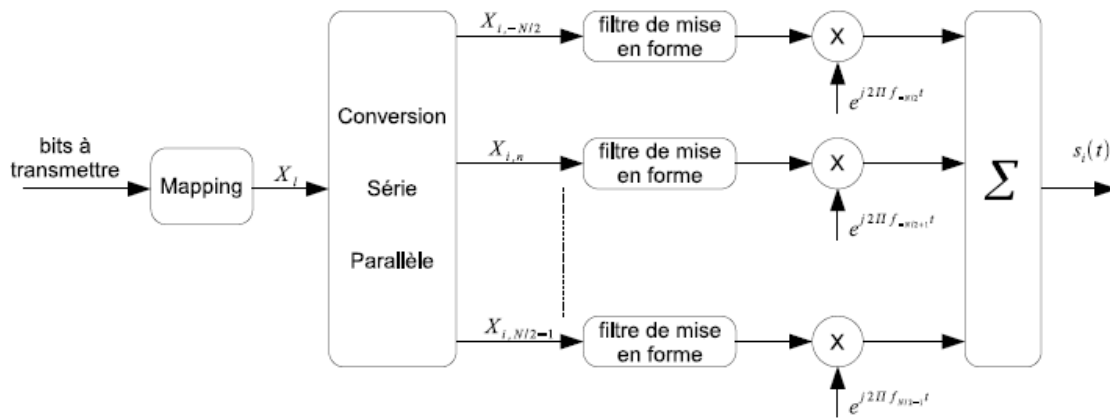 X_{i,-N/2}
filtre de mise
en forme
X
e^{j2Πf_{-N/2}t}
bits à
transmettre
Mapping
X_l
Conversion
Série
Parallèle
X_{i,n}
filtre de mise
en forme
X
e^{j2Πf_{-N/2+1}t}
Σ
s_i(t)
X_{i,N/2-1}
filtre de mise
en forme
X
e^{j2Πf_{N/2-1}t}